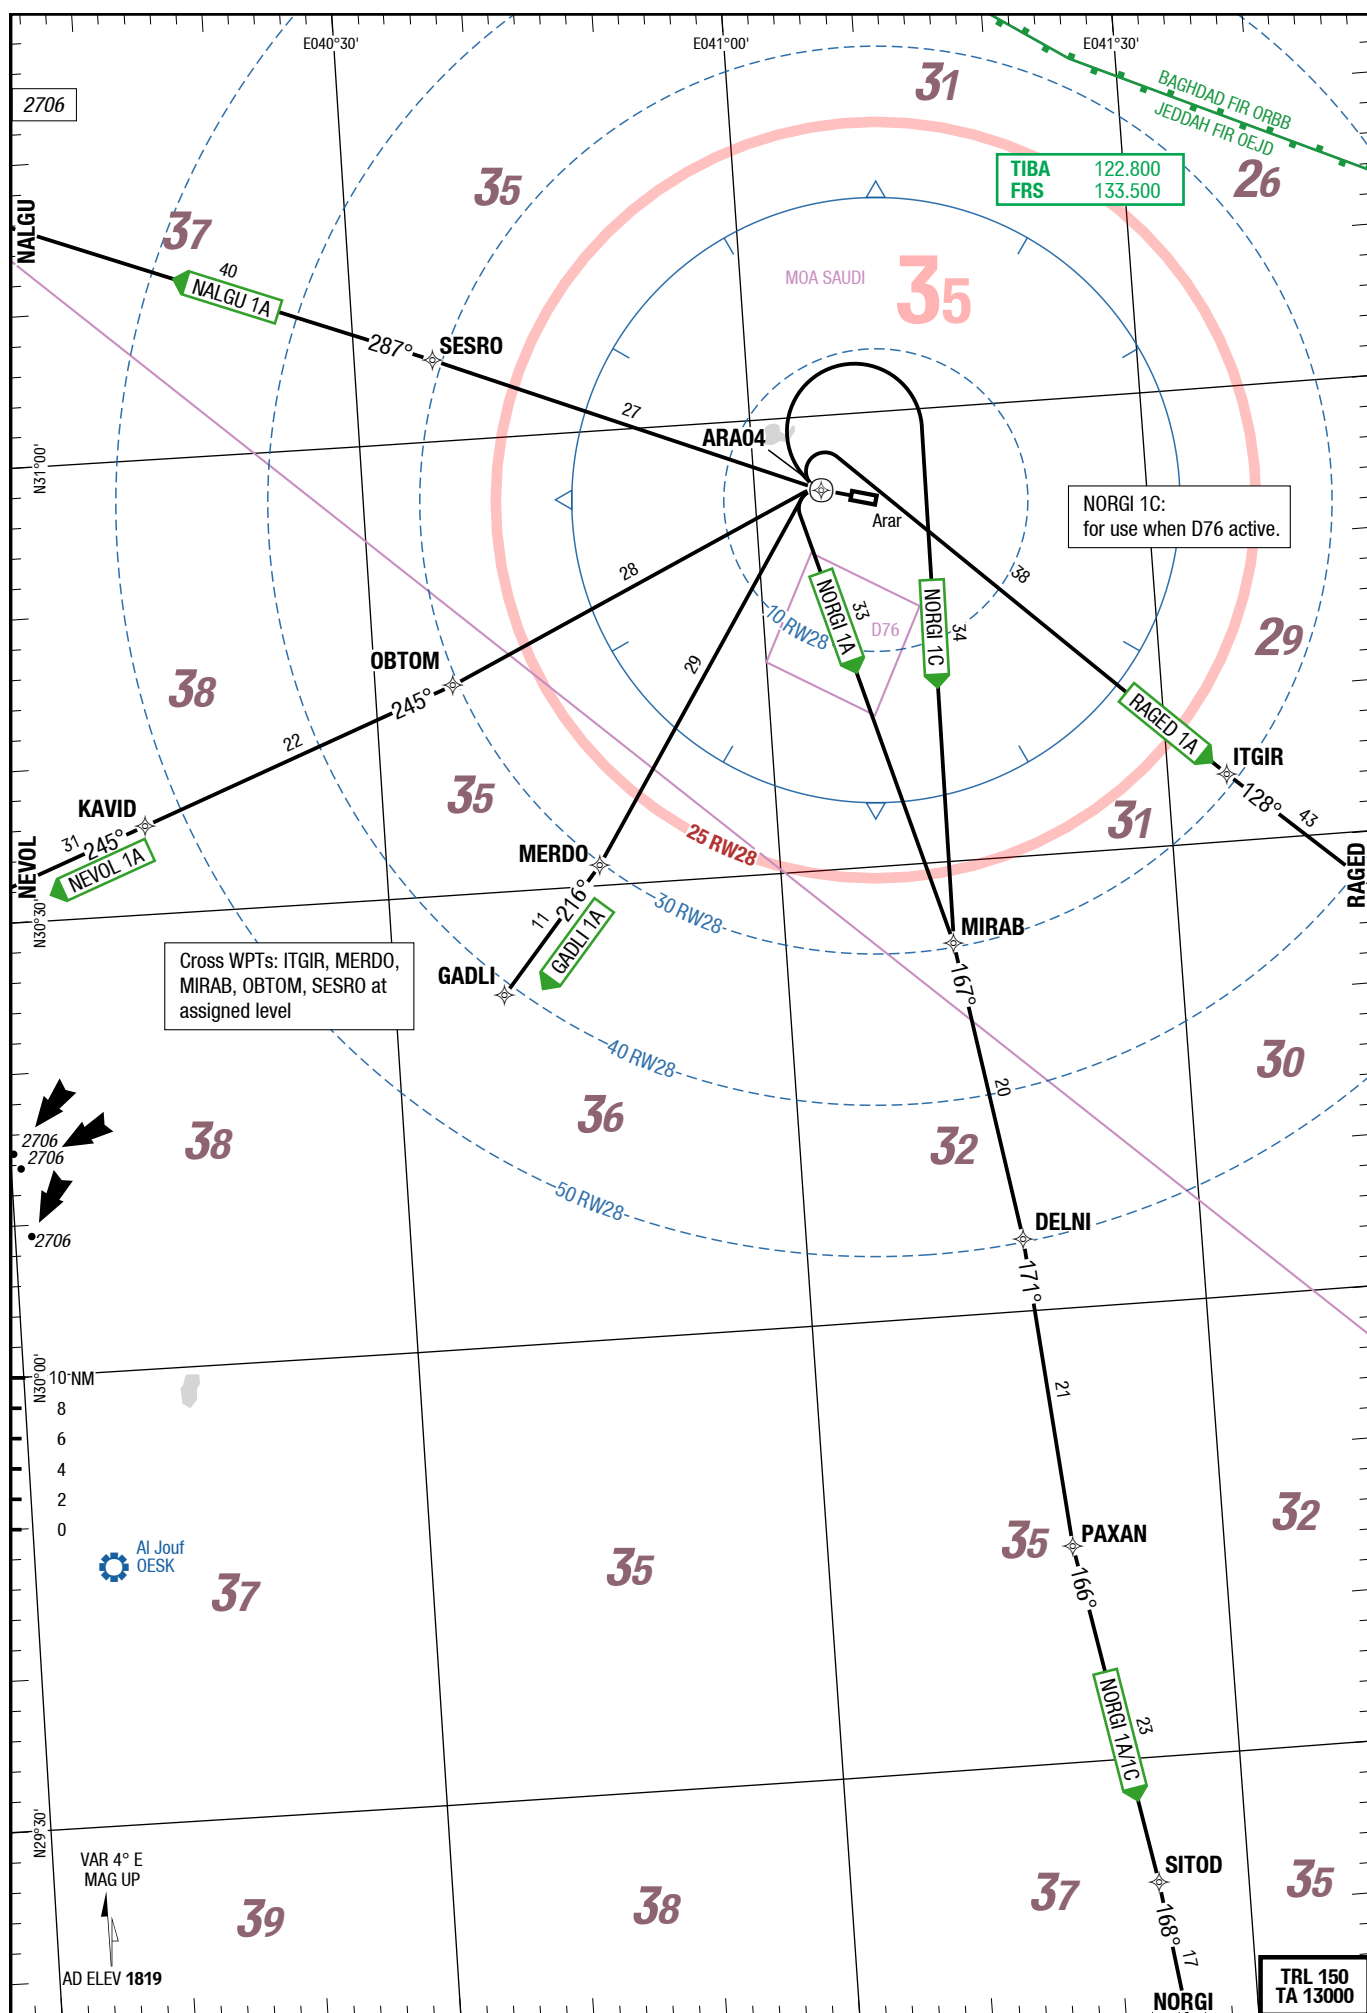 E040°30'
E041°00'
E041°30'
2706
31
BAGHDAD FIR ORBB
JEDDAH FIR OEJD
TIBA 122.800
FRS 133.500
26
35
37
NALGU
40
NALGU 1A
287°
SESRO
MOA SAUDI
35
27
ARA04
N31°00'
Arar
NORGI 1C:
for use when D76 active.
38
28
10 RW28
NORGI 1A
33
D76
NORGI 1C
34
29
29
38
OBTOM
245°
RAGED 1A
ITGIR
128°
43
22
35
31
KAVID
31
245°
NEVOL 1A
NEVOL
25 RW28
RAGED
MERDO
216°
11
GADLI 1A
30 RW28
N30°30'
MIRAB
167°
Cross WPTs: ITGIR, MERDO,
MIRAB, OBTOM, SESRO at
assigned level
GADLI
40 RW28
30
20
36
38
32
2706
2706
2706
50 RW28
DELNI
171°
N30°00'
10 NM
8
6
4
2
0
21
32
35
PAXAN
166°
Al Jouf
OESK
37
35
NORGI 1A/1C
23
N29°30'
VAR 4° E
MAG UP
SITOD
168°
17
39
38
37
35
AD ELEV 1819
NORGI
TRL 150
TA 13000